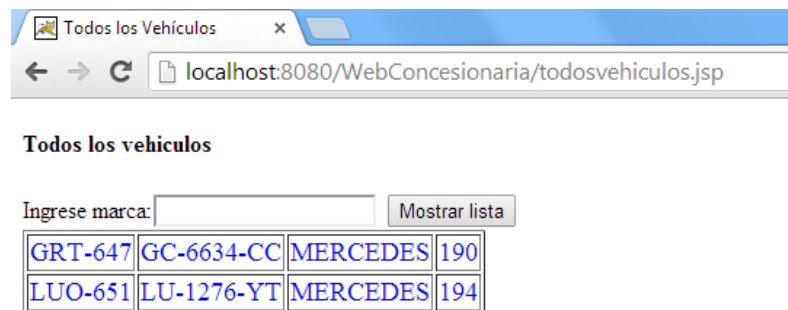 Todos los Vehículos
localhost:8080/WebConcesionaria/todosvehiculos.jsp
Todos los vehiculos
Ingrese marca: Mostrar lista
GRT-647 GC-6634-CC MERCEDES 190
LUO-651 LU-1276-YT MERCEDES 194